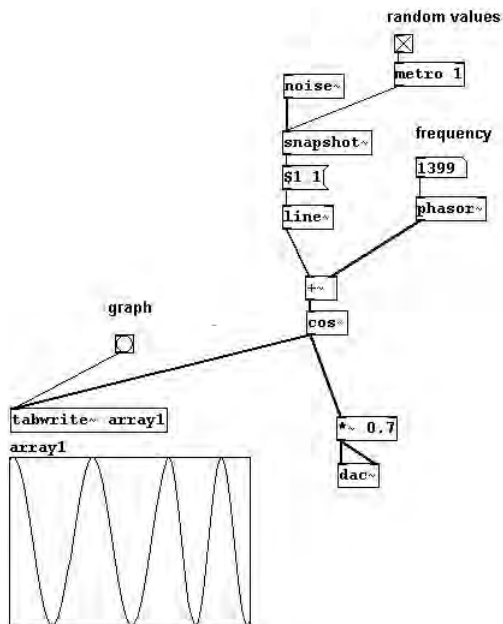 random values
metro 1
noise~
frequency
snapshot~
1399
$1 1
phasor~
line~
+~
graph
cos~
tabwrite~ array1
*~ 0.7
array1
dac~